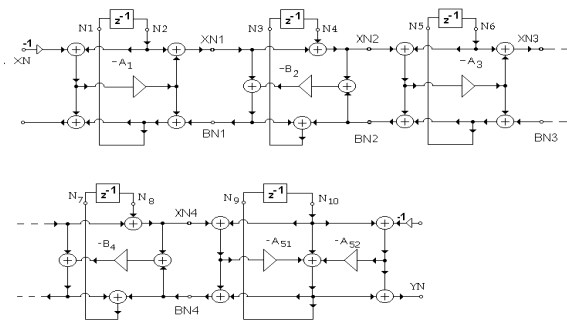 N1 z-1 N2 N3 z-1 N4 N5 z-1 N6
-1 XN1 XN2 XN3
XN -A1 -B2 -A3
BN1 BN2 BN3
N7 z-1 N8 N9 z-1 N10
XN4 -1
-B4 -A51 -A52
BN4 YN